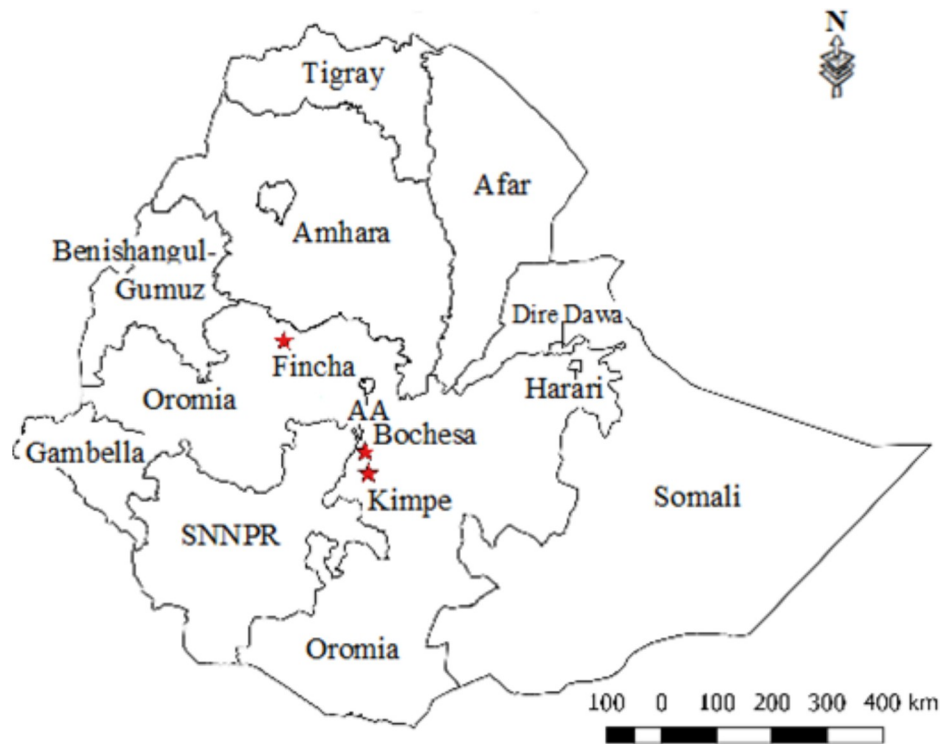 N
Tigray
Afar
Amhara
Benishangul-
Gumuz
Dire Dawa
Fincha
Harari
Oromia
AA
Bochesa
Gambella
Kimpe
Somali
SNNPR
Oromia
100 0 100 200 300 400 km